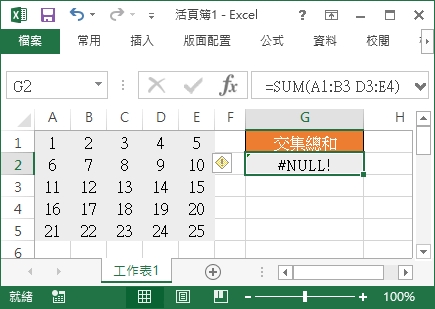 活頁簿1 - Excel
檔案 常用 插入 版面配置 公式 資料 校閱
G2 fx =SUM(A1:B3 D3:E4)
A B C D E F G H
1 1 2 3 4 5 交集總和
2 6 7 8 9 10 #NULL!
3 11 12 13 14 15
4 16 17 18 19 20
5 21 22 23 24 25
6
工作表1
就緒 100%